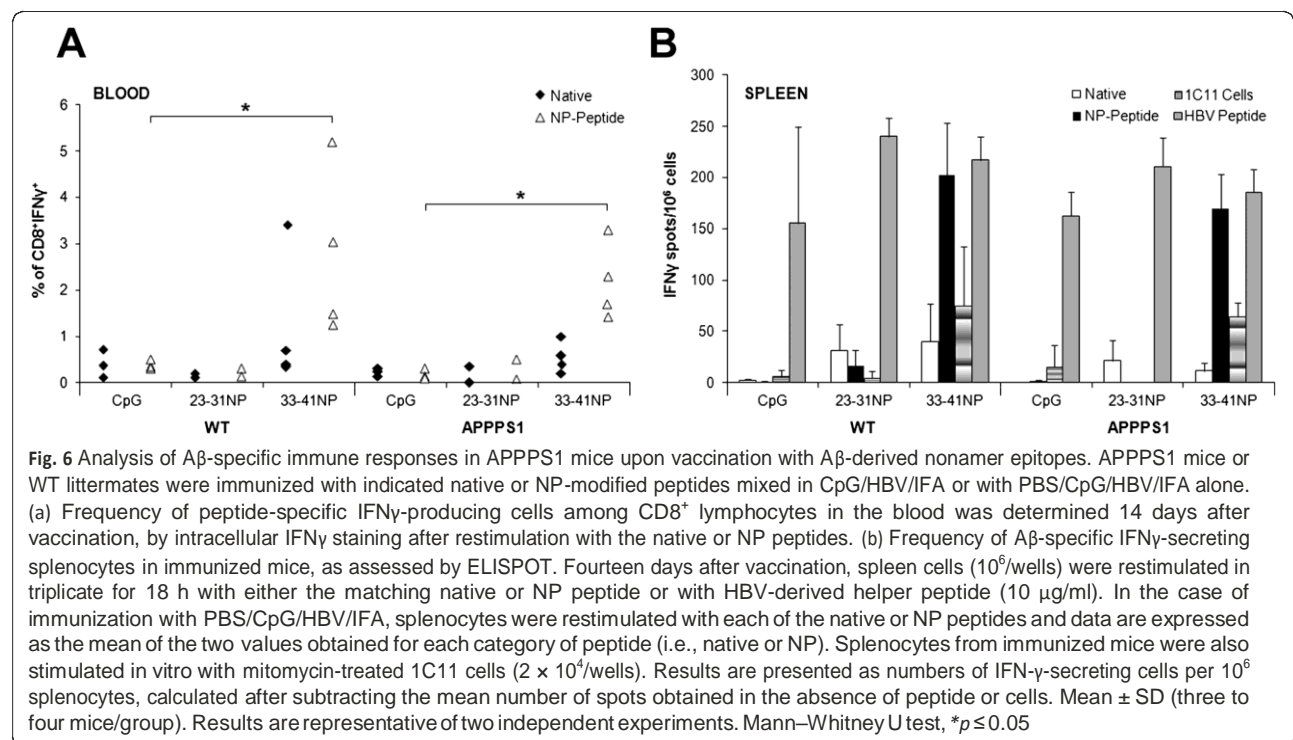 A
BLOOD
◆ Native
△ NP-Peptide
*
*
% of CD8⁺IFNγ⁺
6
5
4
3
2
1
0
CpG 23-31NP 33-41NP CpG 23-31NP 33-41NP
WT APPPS1
B
SPLEEN
Native 1C11 Cells
NP-Peptide HBV Peptide
IFNγ spots/10⁶ cells
300
250
200
150
100
50
0
CpG 23-31NP 33-41NP CpG 23-31NP 33-41NP
WT APPPS1
Fig. 6 Analysis of Aβ-specific immune responses in APPPS1 mice upon vaccination with Aβ-derived nonamer epitopes. APPPS1 mice or
WT littermates were immunized with indicated native or NP-modified peptides mixed in CpG/HBV/IFA or with PBS/CpG/HBV/IFA alone.
(a) Frequency of peptide-specific IFNγ-producing cells among CD8⁺ lymphocytes in the blood was determined 14 days after
vaccination, by intracellular IFNγ staining after restimulation with the native or NP peptides. (b) Frequency of Aβ-specific IFNγ-secreting
splenocytes in immunized mice, as assessed by ELISPOT. Fourteen days after vaccination, spleen cells (10⁶/wells) were restimulated in
triplicate for 18 h with either the matching native or NP peptide or with HBV-derived helper peptide (10 μg/ml). In the case of
immunization with PBS/CpG/HBV/IFA, splenocytes were restimulated with each of the native or NP peptides and data are expressed
as the mean of the two values obtained for each category of peptide (i.e., native or NP). Splenocytes from immunized mice were also
stimulated in vitro with mitomycin-treated 1C11 cells (2 × 10⁴/wells). Results are presented as numbers of IFN-γ-secreting cells per 10⁶
splenocytes, calculated after subtracting the mean number of spots obtained in the absence of peptide or cells. Mean ± SD (three to
four mice/group). Results are representative of two independent experiments. Mann–Whitney U test, *p ≤ 0.05